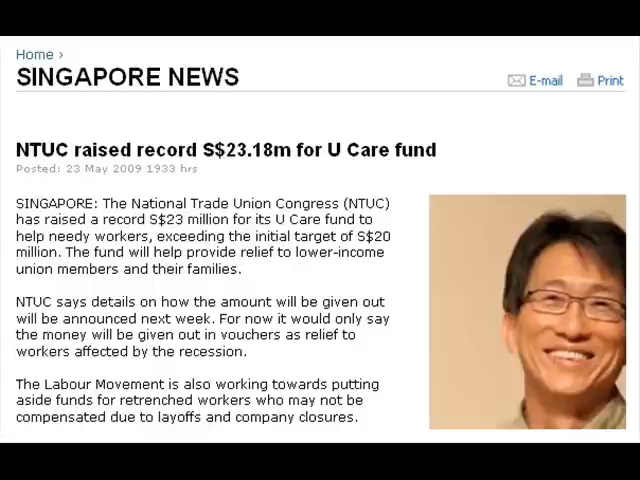 Home ›
SINGAPORE NEWS
E-mail
Print
NTUC raised record S$23.18m for U Care fund
Posted: 23 May 2009 1933 hrs
SINGAPORE: The National Trade Union Congress (NTUC)
has raised a record S$23 million for its U Care fund to
help needy workers, exceeding the initial target of S$20
million. The fund will help provide relief to lower-income
union members and their families.
NTUC says details on how the amount will be given out
will be announced next week. For now it would only say
the money will be given out in vouchers as relief to
workers affected by the recession.
The Labour Movement is also working towards putting
aside funds for retrenched workers who may not be
compensated due to layoffs and company closures.